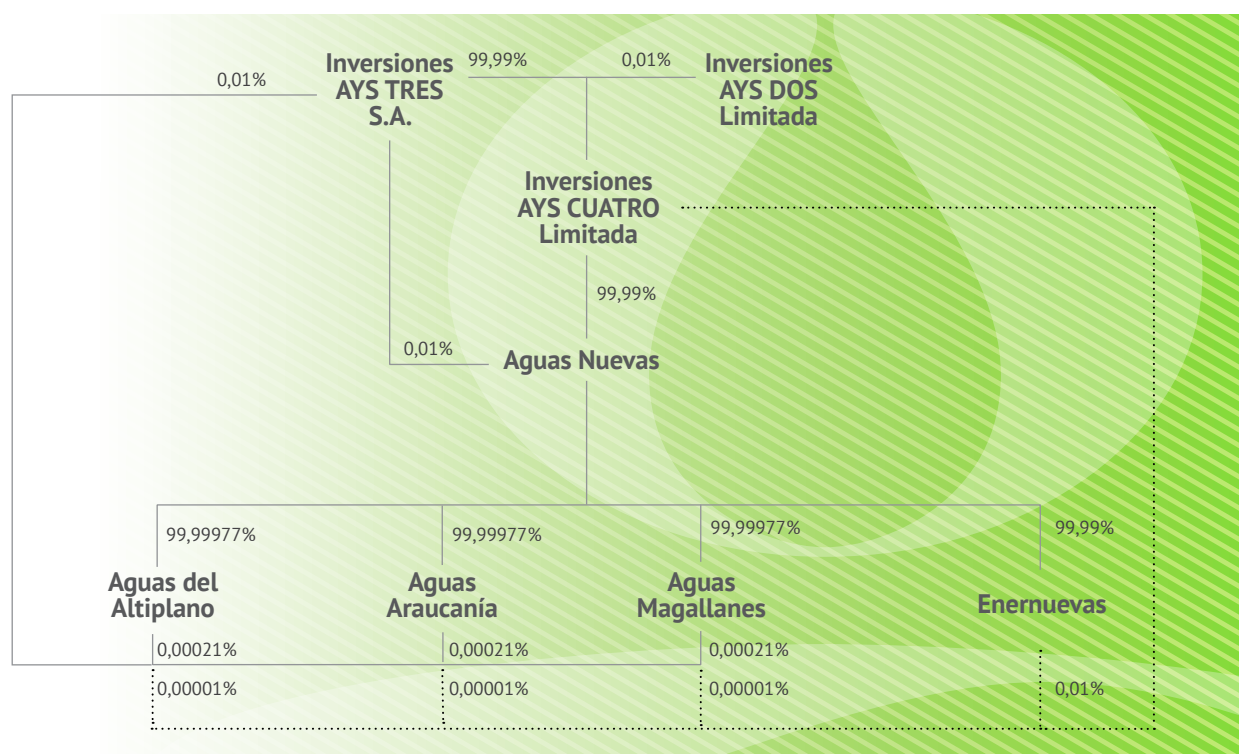 0,01%
Inversiones
AYS TRES
S.A.
99,99%
0,01%
Inversiones
AYS DOS
Limitada
Inversiones
AYS CUATRO
Limitada
99,99%
0,01%
Aguas Nuevas
99,99977%
99,99977%
99,99977%
99,99%
Aguas del
Altiplano
Aguas
Araucanía
Aguas
Magallanes
Enernuevas
0,00021%
0,00021%
0,00021%
0,00001%
0,00001%
0,00001%
0,01%